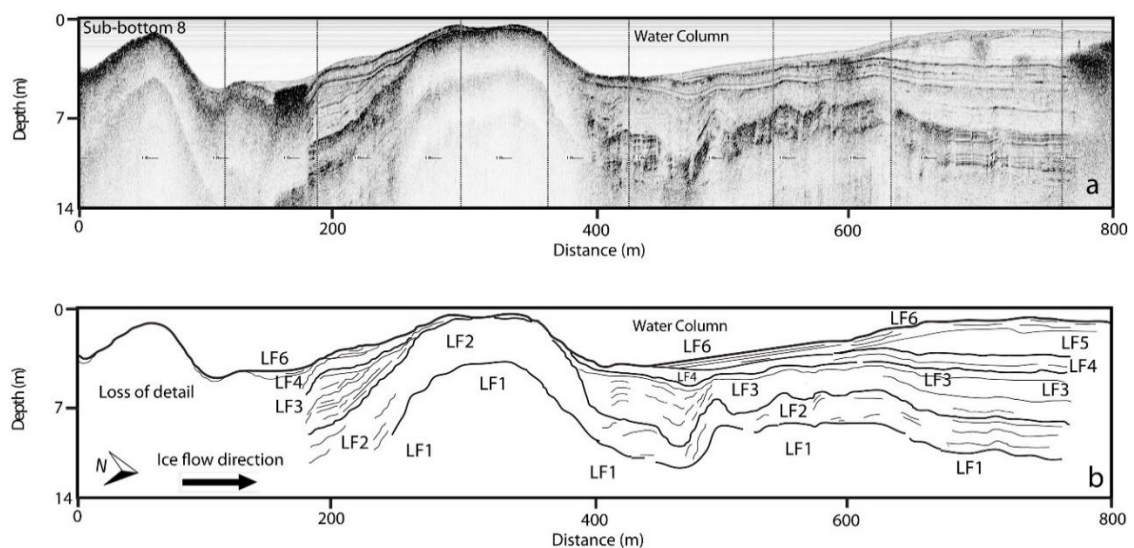 0
Sub-bottom 8
Water Column
Depth (m)
7
14
a
0
200
400
600
800
Distance (m)
0
Water Column
LF6
LF2
LF6
LF6
LF5
LF4
LF4
LF4
LF3
LF3
LF3
LF3
LF1
LF2
LF2
LF1
LF1
LF1
LF1
Loss of detail
Depth (m)
7
N
Ice flow direction
14
b
0
200
400
600
800
Distance (m)